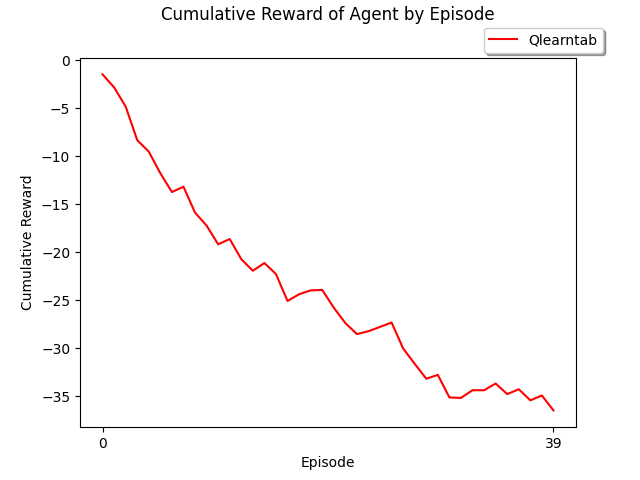 Cumulative Reward of Agent by Episode
Qlearntab
0
−5
−10
−15
−20
−25
−30
−35
Cumulative Reward
0
39
Episode